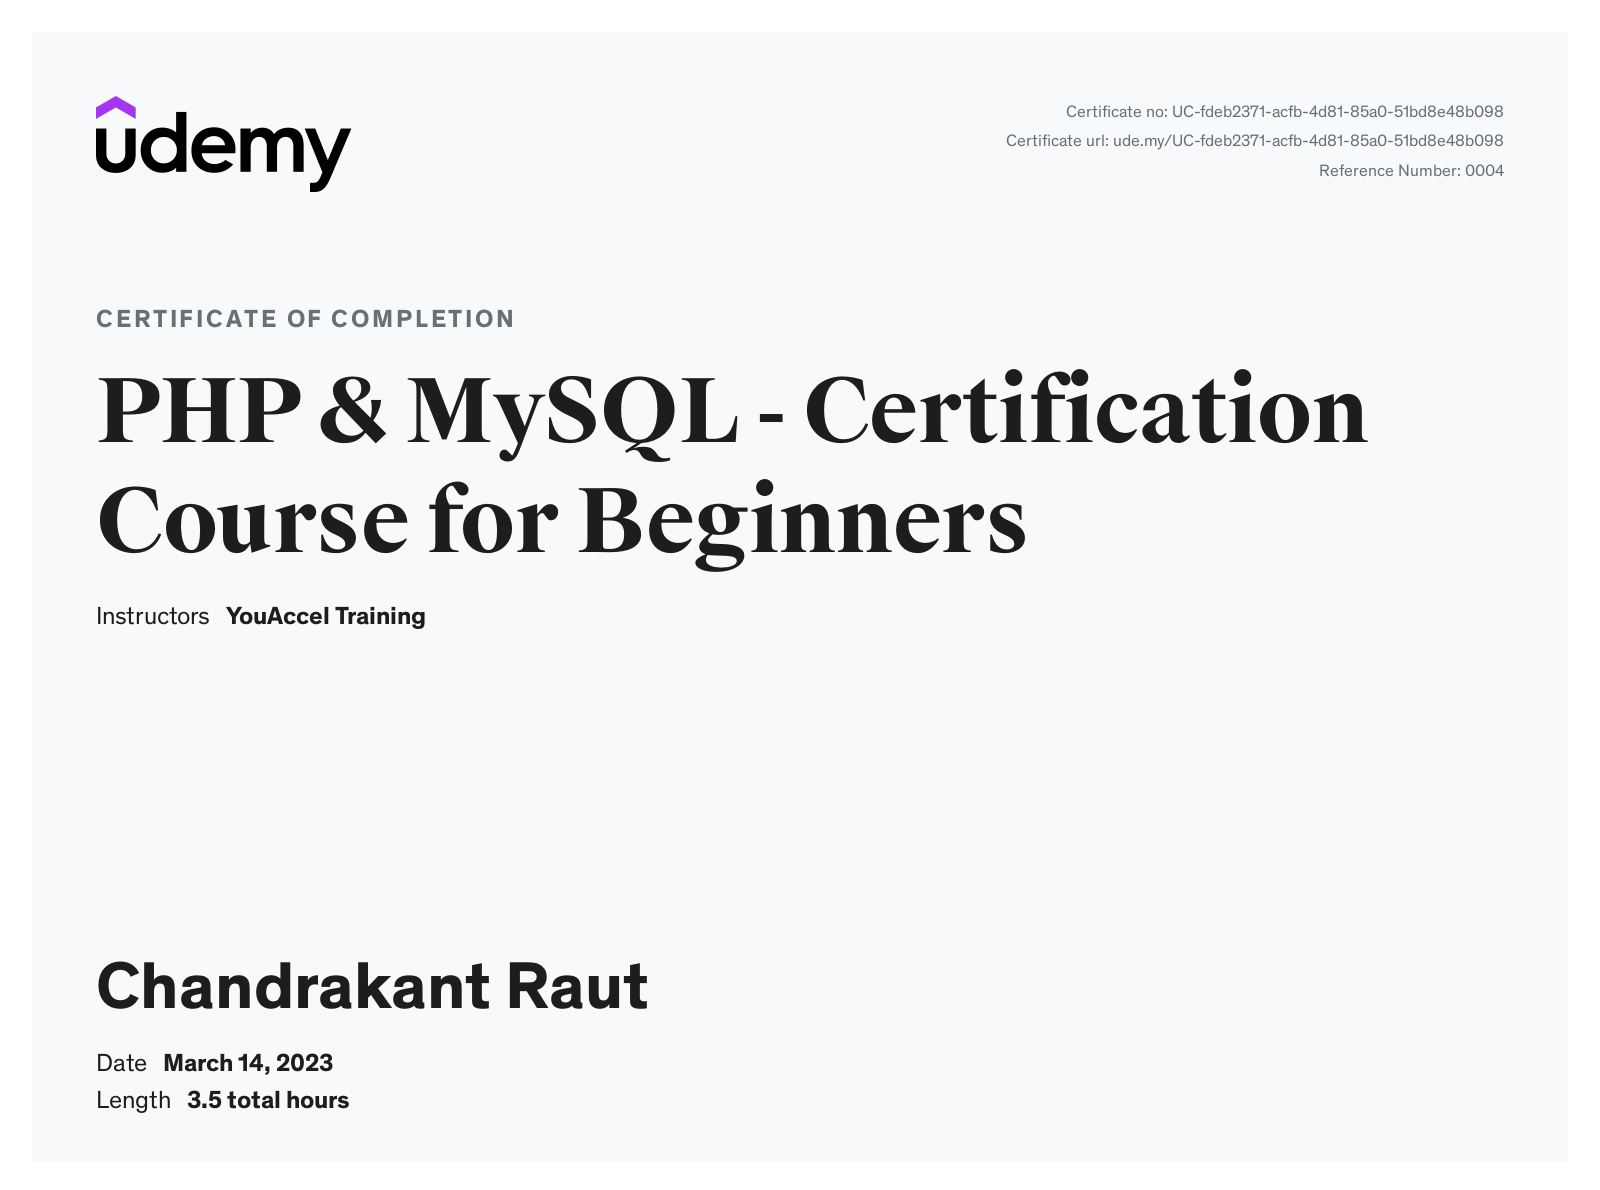 udemy
Certificate no: UC-fdeb2371-acfb-4d81-85a0-51bd8e48b098
Certificate url: ude.my/UC-fdeb2371-acfb-4d81-85a0-51bd8e48b098
Reference Number: 0004
CERTIFICATE OF COMPLETION
PHP & MySQL - Certification
Course for Beginners
Instructors YouAccel Training
Chandrakant Raut
Date March 14, 2023
Length 3.5 total hours